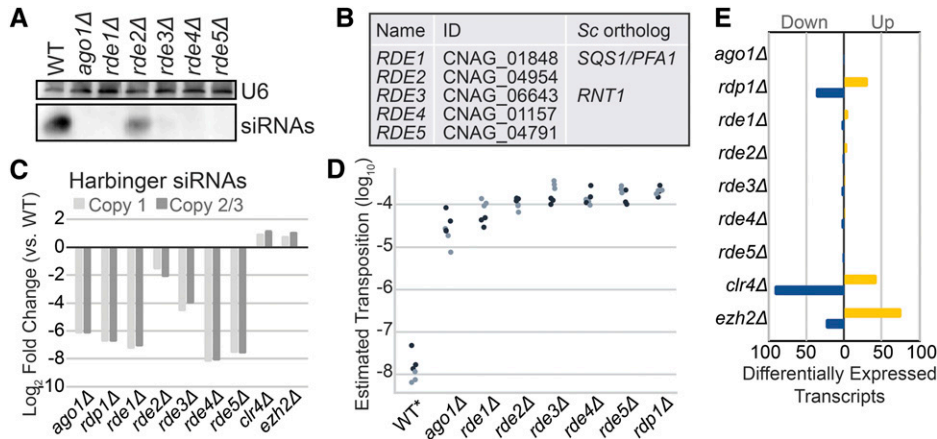 A
WT
ago1Δ
rde1Δ
rde2Δ
rde3Δ
rde4Δ
rde5Δ
U6
siRNAs
B
Name ID Sc ortholog
RDE1 CNAG_01848 SQS1/PFA1
RDE2 CNAG_04954
RDE3 CNAG_06643 RNT1
RDE4 CNAG_01157
RDE5 CNAG_04791
C
Harbinger siRNAs
Copy 1 Copy 2/3
Log2 Fold Change (vs. WT)
2
0
-2
-4
-6
-8
10
ago1Δ
rdp1Δ
rde1Δ
rde2Δ
rde3Δ
rde4Δ
rde5Δ
clr4Δ
ezh2Δ
D
Estimated Transposition (log10)
-4
-5
-6
-7
-8
WT*
ago1Δ
rde1Δ
rde2Δ
rde3Δ
rde4Δ
rde5Δ
rdp1Δ
E
Down Up
ago1Δ
rdp1Δ
rde1Δ
rde2Δ
rde3Δ
rde4Δ
rde5Δ
clr4Δ
ezh2Δ
100 50 0 50 100
Differentially Expressed
Transcripts